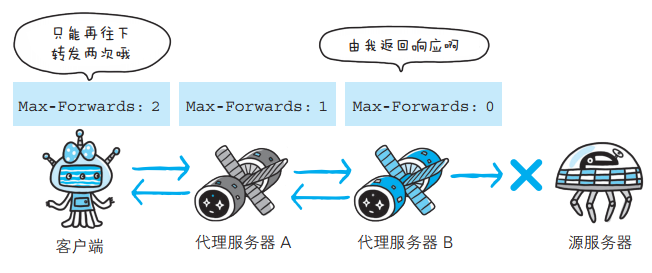 只能再往下
转发两次哦
由我返回响应啊
Max-Forwards: 2
Max-Forwards: 1
Max-Forwards: 0
客户端
代理服务器 A
代理服务器 B
源服务器